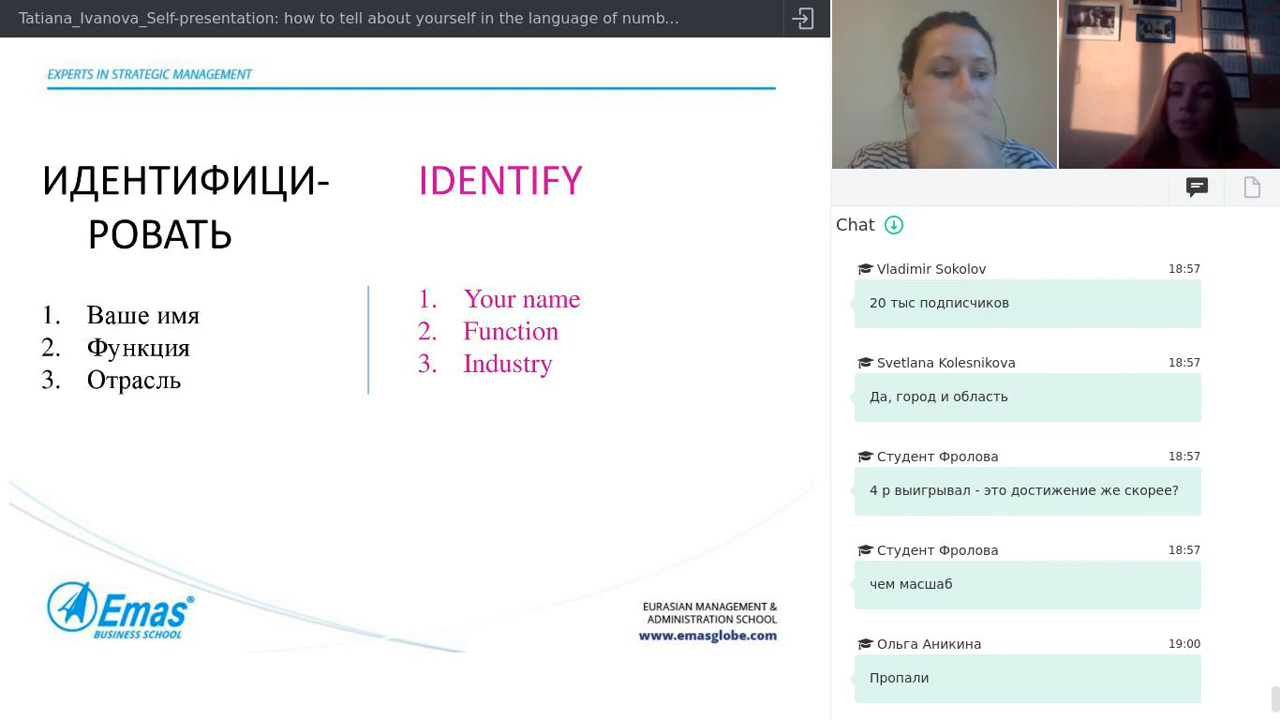 Tatiana_Ivanova_Self-presentation: how to tell about yourself in the language of numb...
EXPERTS IN STRATEGIC MANAGEMENT
ИДЕНТИФИЦИ-
РОВАТЬ
1. Ваше имя
2. Функция
3. Отрасль
IDENTIFY
1. Your name
2. Function
3. Industry
Emas®
BUSINESS SCHOOL
EURASIAN MANAGEMENT &
ADMINISTRATION SCHOOL
www.emasglobe.com
Chat
Vladimir Sokolov 18:57
20 тыс подписчиков
Svetlana Kolesnikova 18:57
Да, город и область
Студент Фролова 18:57
4 р выигрывал - это достижение же скорее?
Студент Фролова 18:57
чем масшаб
Ольга Аникина 19:00
Пропали